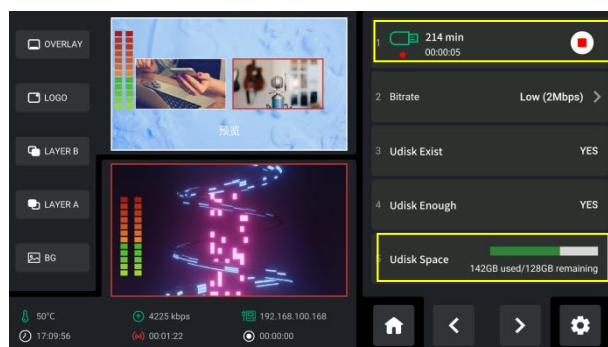 OVERLAY
LOGO
LAYER B
LAYER A
BG
预览
1 214 min
00:00:05
2 Bitrate Low (2Mbps) >
3 Udisk Exist YES
4 Udisk Enough YES
5 Udisk Space
142GB used/128GB remaining
50°C 4225 kbps 192.168.100.168
17:09:56 00:01:22 00:00:00